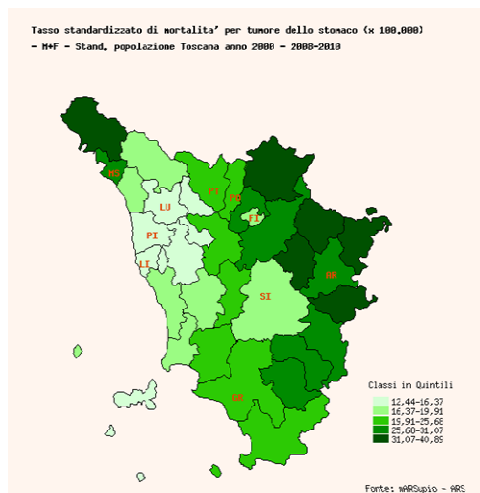 Tasso standardizzato di mortalita' per tumore dello stomaco (x 100.000)
- M+F - Stand. popolazione Toscana anno 2000 - 2008-2010
MS
LU
PT
PO
FI
PI
LI
AR
SI
GR
Classi in Quintili
12,44-16,37
16,37-19,91
19,91-25,68
25,68-31,07
31,07-40,89
Fonte: mARSupio - ARS